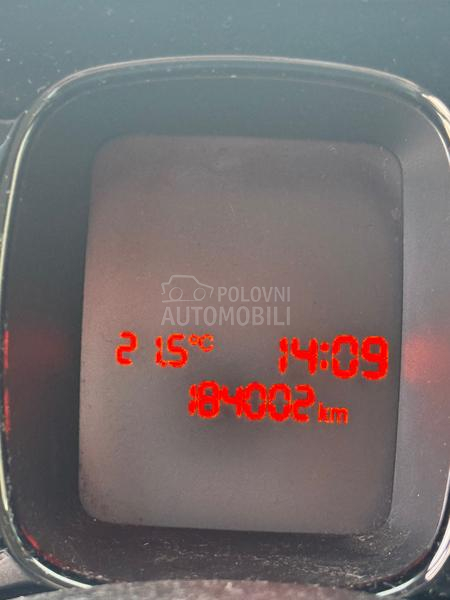 POLOVNI
AUTOMOBILI
21.5°C 14:09
184002 km